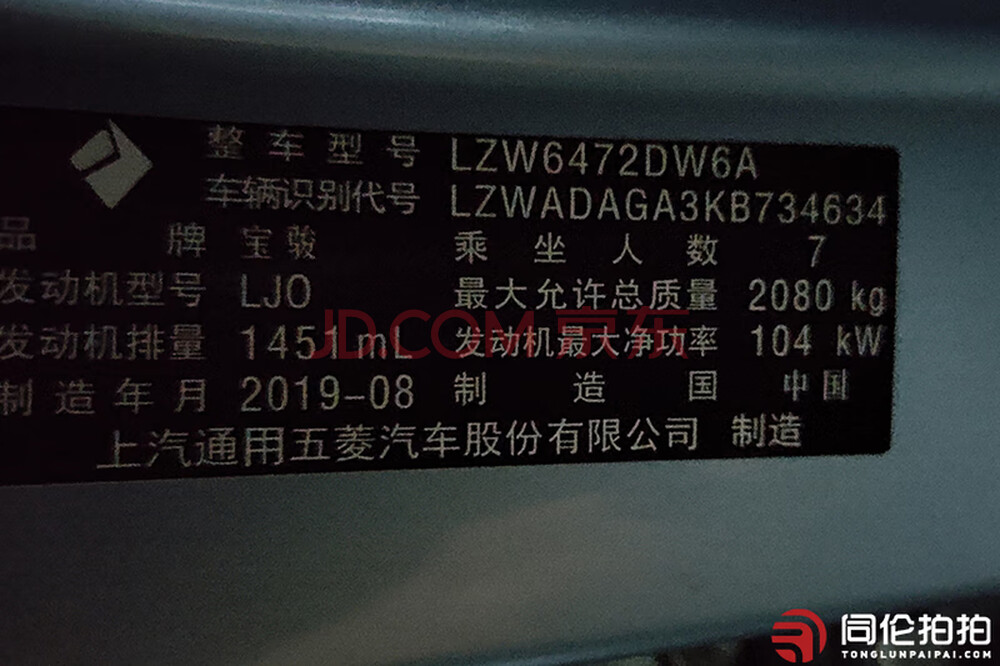 整车型号 LZW6472DW6A
车辆识别代号 LZWADAGA3KB734634
品牌 宝骏 乘坐人数 7
发动机型号 LJO 最大允许总质量 2080 kg
发动机排量 1451mL 发动机最大净功率 104 kW
制造年月 2019-08 制造国 中国
上汽通用五菱汽车股份有限公司 制造
JD.COM 京东
同伦拍拍
TONGLUNPAIPAI.COM